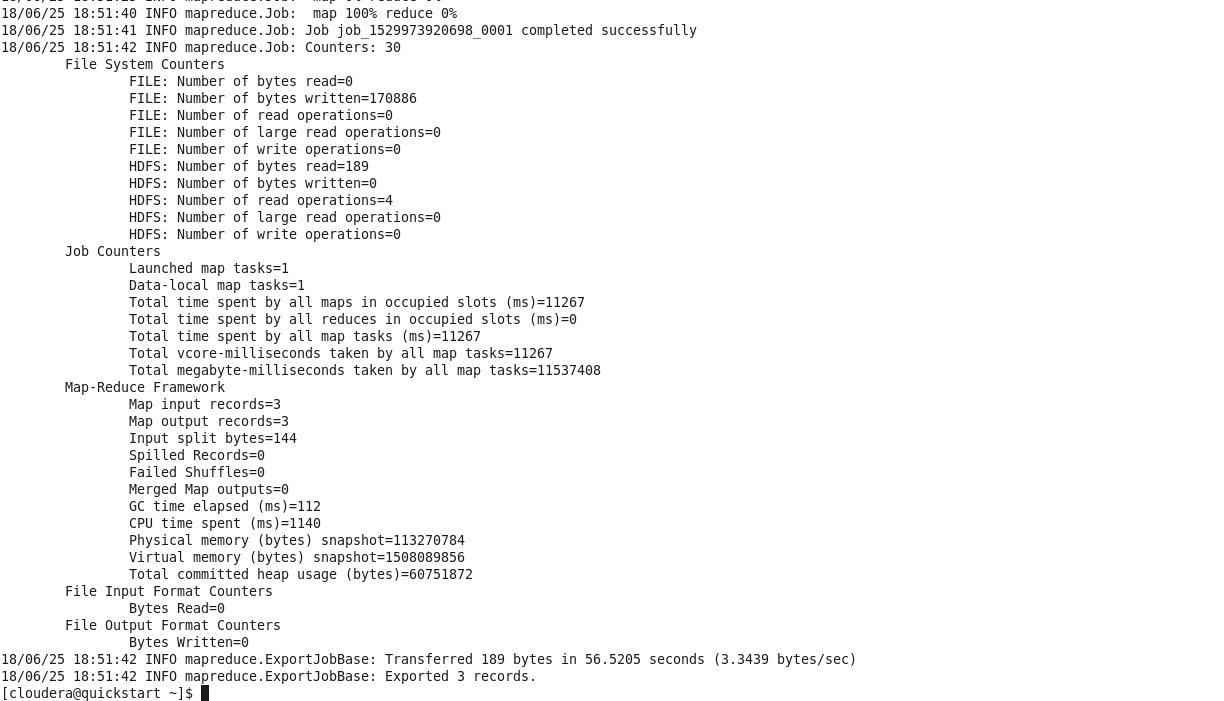 18/06/25 18:51:40 INFO mapreduce.Job:  map 100% reduce 0%
18/06/25 18:51:41 INFO mapreduce.Job: Job job_1529973920698_0001 completed successfully
18/06/25 18:51:42 INFO mapreduce.Job: Counters: 30
File System Counters
FILE: Number of bytes read=0
FILE: Number of bytes written=170886
FILE: Number of read operations=0
FILE: Number of large read operations=0
FILE: Number of write operations=0
HDFS: Number of bytes read=189
HDFS: Number of bytes written=0
HDFS: Number of read operations=4
HDFS: Number of large read operations=0
HDFS: Number of write operations=0
Job Counters
Launched map tasks=1
Data-local map tasks=1
Total time spent by all maps in occupied slots (ms)=11267
Total time spent by all reduces in occupied slots (ms)=0
Total time spent by all map tasks (ms)=11267
Total vcore-milliseconds taken by all map tasks=11267
Total megabyte-milliseconds taken by all map tasks=11537408
Map-Reduce Framework
Map input records=3
Map output records=3
Input split bytes=144
Spilled Records=0
Failed Shuffles=0
Merged Map outputs=0
GC time elapsed (ms)=112
CPU time spent (ms)=1140
Physical memory (bytes) snapshot=113270784
Virtual memory (bytes) snapshot=1508089856
Total committed heap usage (bytes)=60751872
File Input Format Counters
Bytes Read=0
File Output Format Counters
Bytes Written=0
18/06/25 18:51:42 INFO mapreduce.ExportJobBase: Transferred 189 bytes in 56.5205 seconds (3.3439 bytes/sec)
18/06/25 18:51:42 INFO mapreduce.ExportJobBase: Exported 3 records.
[cloudera@quickstart ~]$